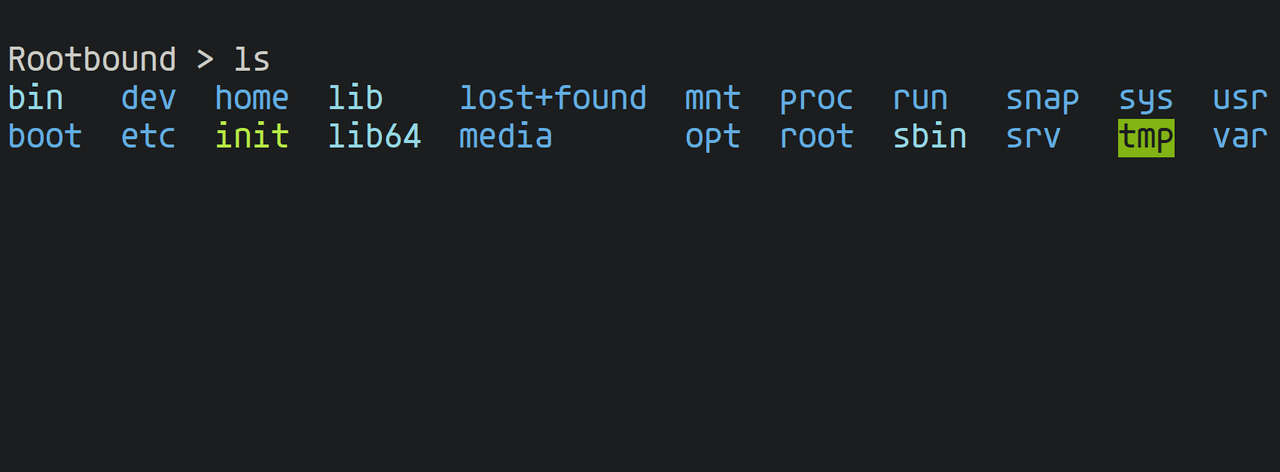 Rootbound > ls
bin dev home lib lost+found mnt proc run snap sys usr
boot etc init lib64 media opt root sbin srv tmp var